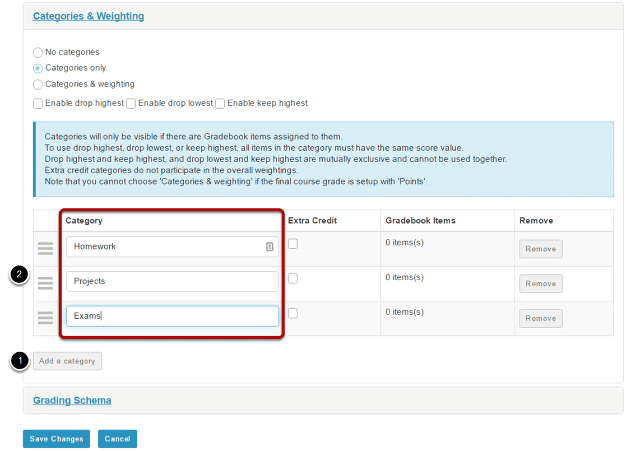 Categories & Weighting
No categories
Categories only
Categories & weighting
Enable drop highest Enable drop lowest Enable keep highest
Categories will only be visible if there are Gradebook items assigned to them.
To use drop highest, drop lowest, or keep highest, all items in the category must have the same score value.
Drop highest and keep highest, and drop lowest and keep highest are mutually exclusive and cannot be used together.
Extra credit categories do not participate in the overall weightings.
Note that you cannot choose 'Categories & weighting' if the final course grade is setup with 'Points'.
Category Extra Credit Gradebook Items Remove
Homework 0 items(s) Remove
2 Projects 0 items(s) Remove
Exams 0 items(s) Remove
1 Add a category
Grading Schema
Save Changes Cancel